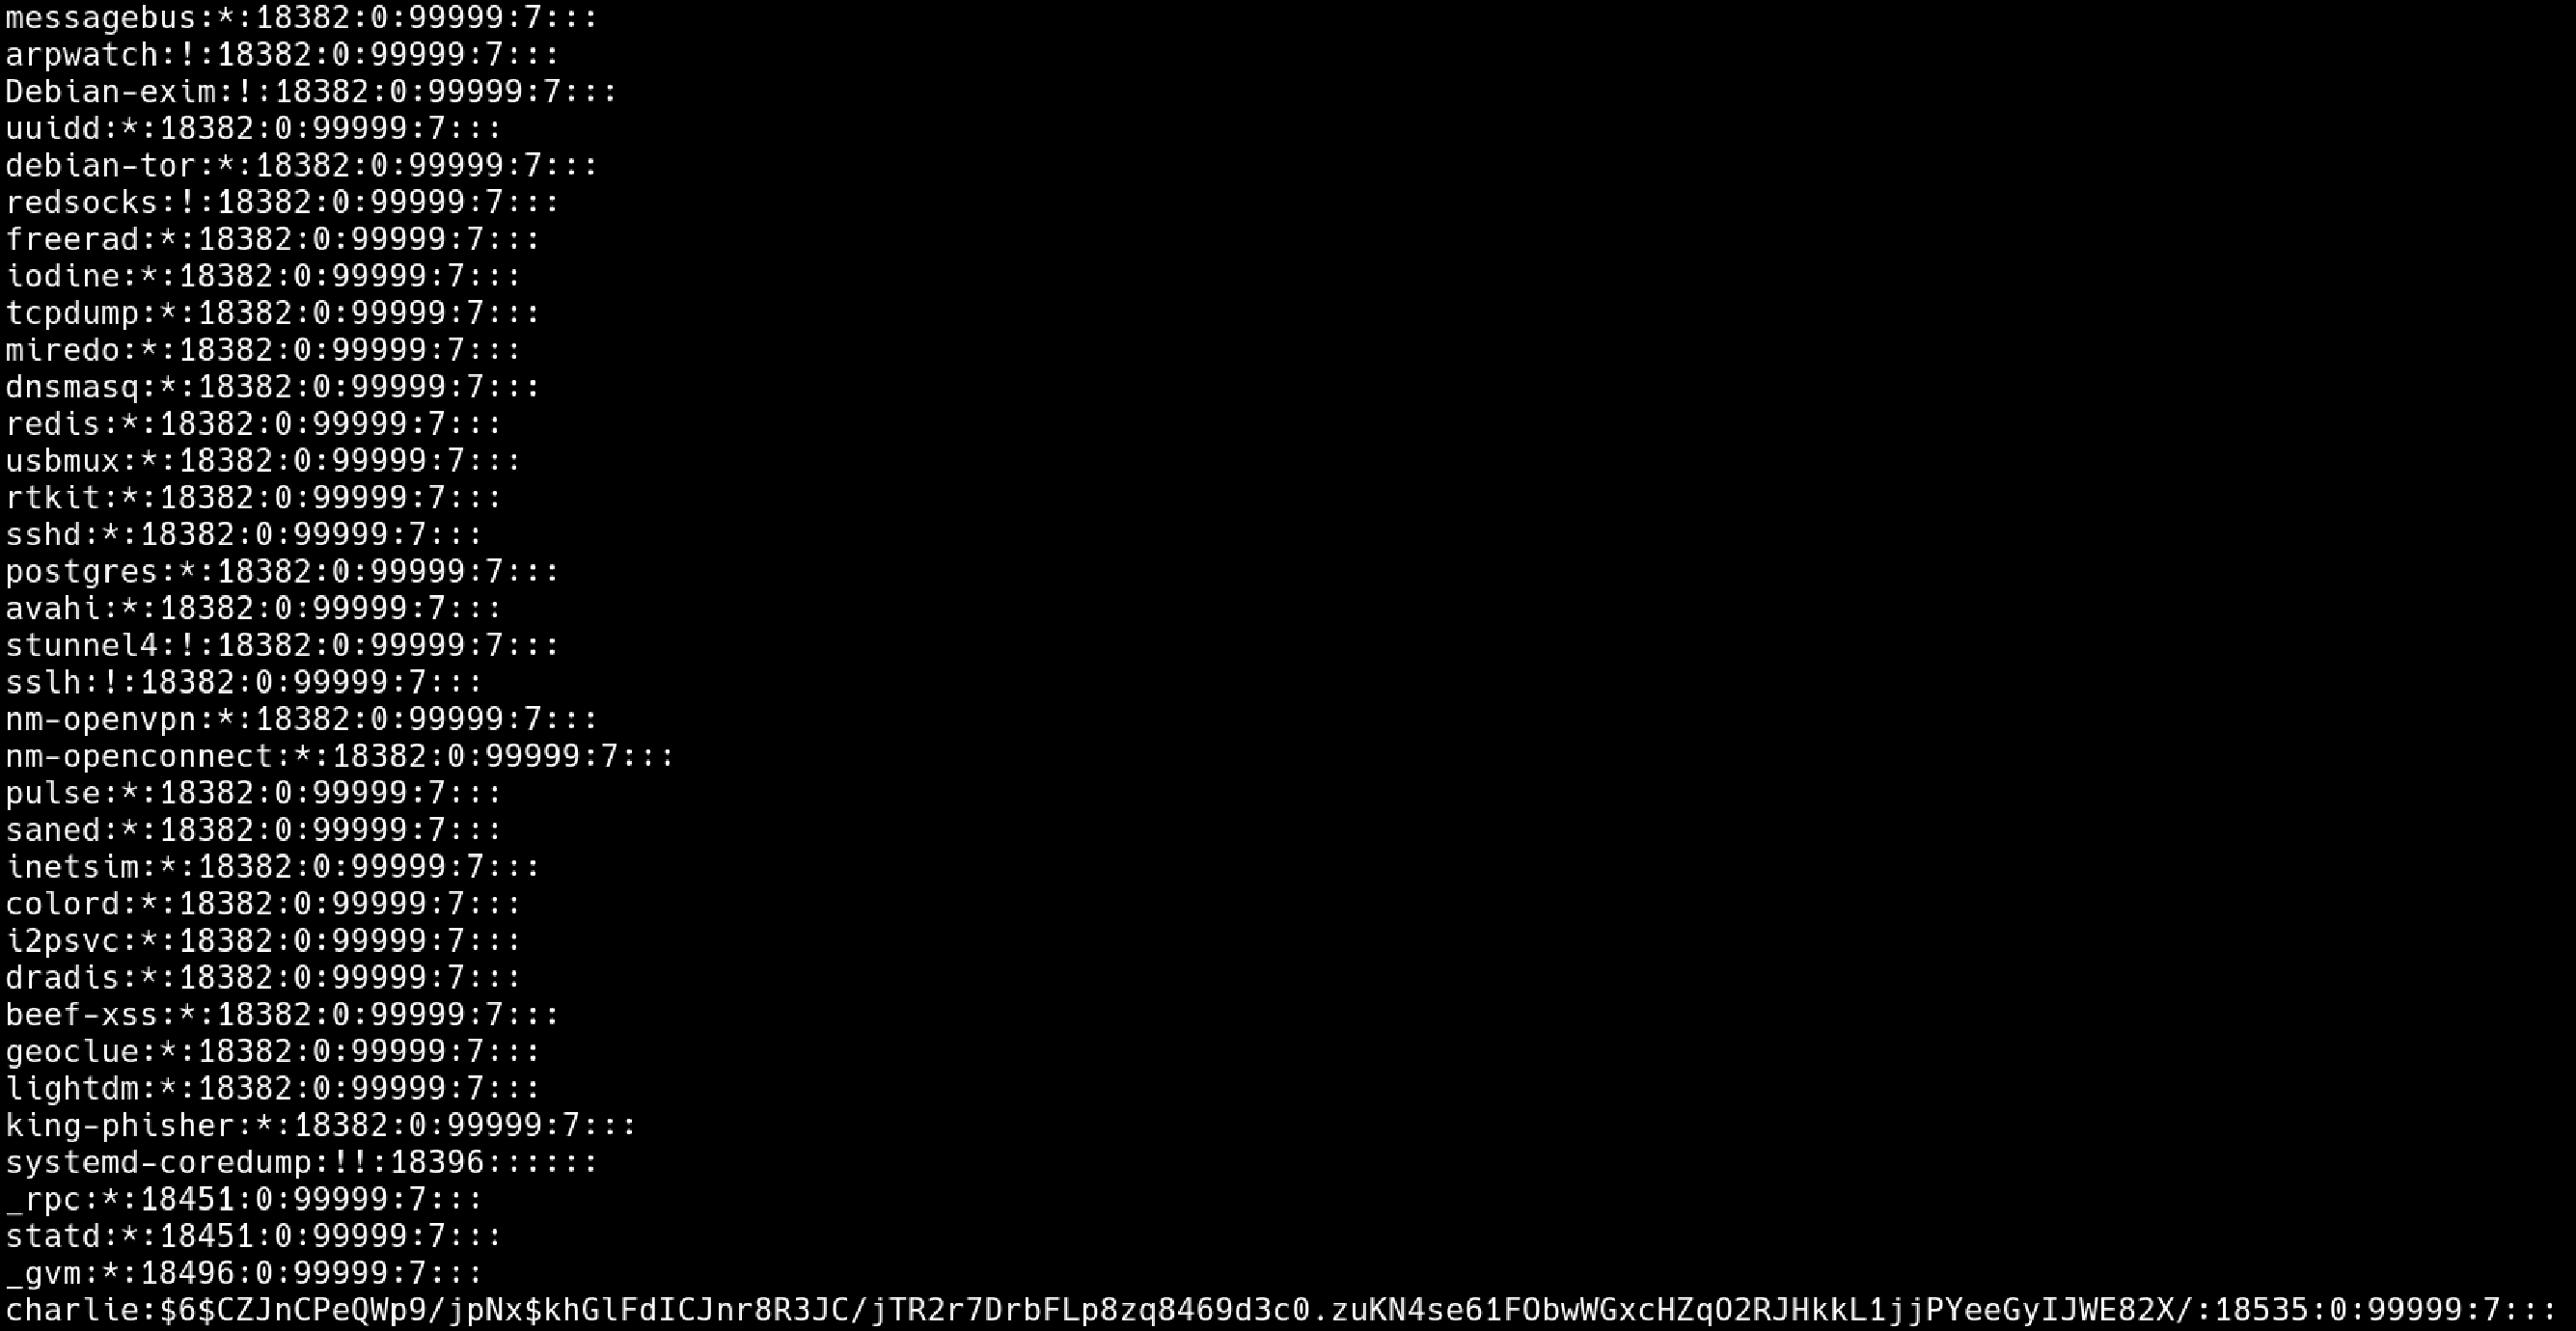 messagebus:*:18382:0:99999:7:::
arpwatch:!:18382:0:99999:7:::
Debian-exim:!:18382:0:99999:7:::
uuidd:*:18382:0:99999:7:::
debian-tor:*:18382:0:99999:7:::
redsocks:!:18382:0:99999:7:::
freerad:*:18382:0:99999:7:::
iodine:*:18382:0:99999:7:::
tcpdump:*:18382:0:99999:7:::
miredo:*:18382:0:99999:7:::
dnsmasq:*:18382:0:99999:7:::
redis:*:18382:0:99999:7:::
usbmux:*:18382:0:99999:7:::
rtkit:*:18382:0:99999:7:::
sshd:*:18382:0:99999:7:::
postgres:*:18382:0:99999:7:::
avahi:*:18382:0:99999:7:::
stunnel4:!:18382:0:99999:7:::
sslh:!:18382:0:99999:7:::
nm-openvpn:*:18382:0:99999:7:::
nm-openconnect:*:18382:0:99999:7:::
pulse:*:18382:0:99999:7:::
saned:*:18382:0:99999:7:::
inetsim:*:18382:0:99999:7:::
colord:*:18382:0:99999:7:::
i2psvc:*:18382:0:99999:7:::
dradis:*:18382:0:99999:7:::
beef-xss:*:18382:0:99999:7:::
geoclue:*:18382:0:99999:7:::
lightdm:*:18382:0:99999:7:::
king-phisher:*:18382:0:99999:7:::
systemd-coredump:!!:18396::::::
_rpc:*:18451:0:99999:7:::
statd:*:18451:0:99999:7:::
_gvm:*:18496:0:99999:7:::
charlie:$6$CZJnCPeQWp9/jpNx$khGlFdICJnr8R3JC/jTR2r7DrbFLp8zq8469d3c0.zuKN4se61FObwWGxcHZqO2RJHkkL1jjPYeeGyIJWE82X/:18535:0:99999:7:::